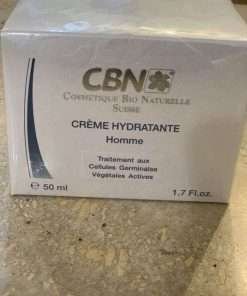 CBN
COSMETIQUE BIO NATURELLE
SUISSE
CRÈME HYDRATANTE
Homme
Traitement aux
Cellules Germinales
Végétales Actives
e 50 ml
1.7 Fl.oz.